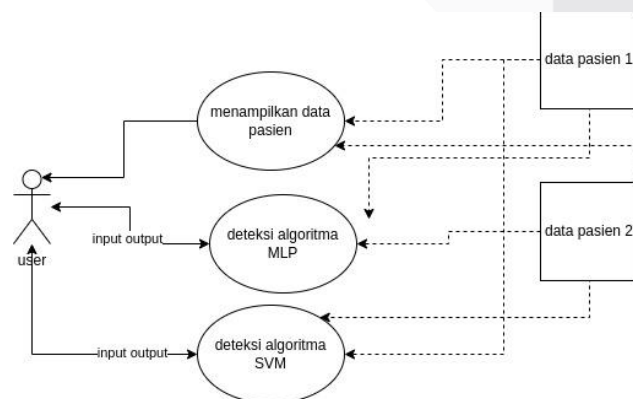 data pasien 1
menampilkan data
pasien
input output
deteksi algoritma
MLP
data pasien 2
user
input output
deteksi algoritma
SVM